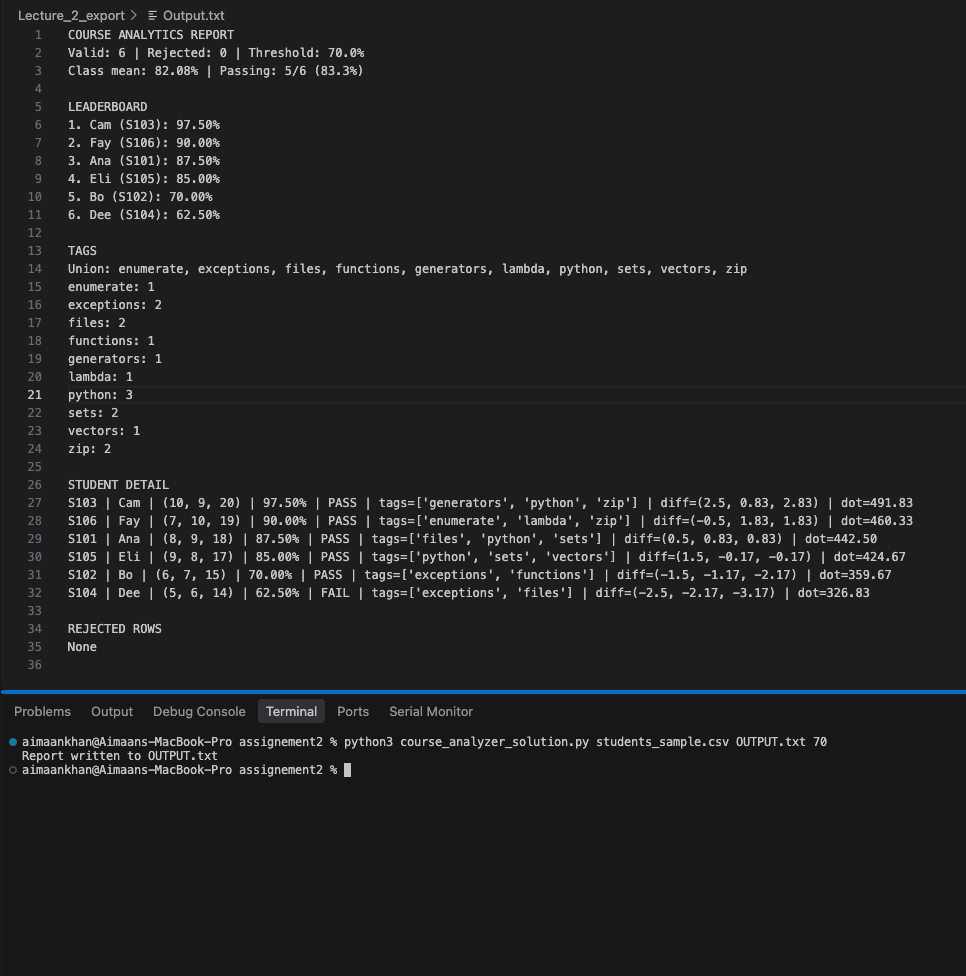 Lecture_2_export > Output.txt
1 COURSE ANALYTICS REPORT
2 Valid: 6 | Rejected: 0 | Threshold: 70.0%
3 Class mean: 82.08% | Passing: 5/6 (83.3%)
4
5 LEADERBOARD
6 1. Cam (S103): 97.50%
7 2. Fay (S106): 90.00%
8 3. Ana (S101): 87.50%
9 4. Eli (S105): 85.00%
10 5. Bo (S102): 70.00%
11 6. Dee (S104): 62.50%
12
13 TAGS
14 Union: enumerate, exceptions, files, functions, generators, lambda, python, sets, vectors, zip
15 enumerate: 1
16 exceptions: 2
17 files: 2
18 functions: 1
19 generators: 1
20 lambda: 1
21 python: 3
22 sets: 2
23 vectors: 1
24 zip: 2
25
26 STUDENT DETAIL
27 S103 | Cam | (10, 9, 20) | 97.50% | PASS | tags=['generators', 'python', 'zip'] | diff=(2.5, 0.83, 2.83) | dot=491.83
28 S106 | Fay | (7, 10, 19) | 90.00% | PASS | tags=['enumerate', 'lambda', 'zip'] | diff=(-0.5, 1.83, 1.83) | dot=460.33
29 S101 | Ana | (8, 9, 18) | 87.50% | PASS | tags=['files', 'python', 'sets'] | diff=(0.5, 0.83, 0.83) | dot=442.50
30 S105 | Eli | (9, 8, 17) | 85.00% | PASS | tags=['python', 'sets', 'vectors'] | diff=(1.5, -0.17, -0.17) | dot=424.67
31 S102 | Bo | (6, 7, 15) | 70.00% | PASS | tags=['exceptions', 'functions'] | diff=(-1.5, -1.17, -2.17) | dot=359.67
32 S104 | Dee | (5, 6, 14) | 62.50% | FAIL | tags=['exceptions', 'files'] | diff=(-2.5, -2.17, -3.17) | dot=326.83
33
34 REJECTED ROWS
35 None
36
Problems Output Debug Console Terminal Ports Serial Monitor
aimaankhan@Aimaans-MacBook-Pro assignement2 % python3 course_analyzer_solution.py students_sample.csv OUTPUT.txt 70
Report written to OUTPUT.txt
aimaankhan@Aimaans-MacBook-Pro assignement2 %